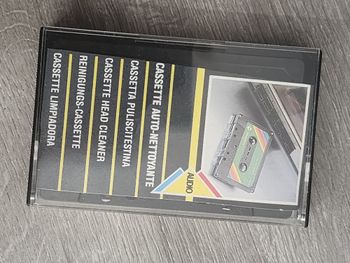 CASSETTE AUTO-NETTOYANTE
CASSETTA PULISCITESTINA
CASSETTE HEAD CLEANER
REINIGUNGS-CASSETTE
CASSETTE LIMPIADORA
AUDIO